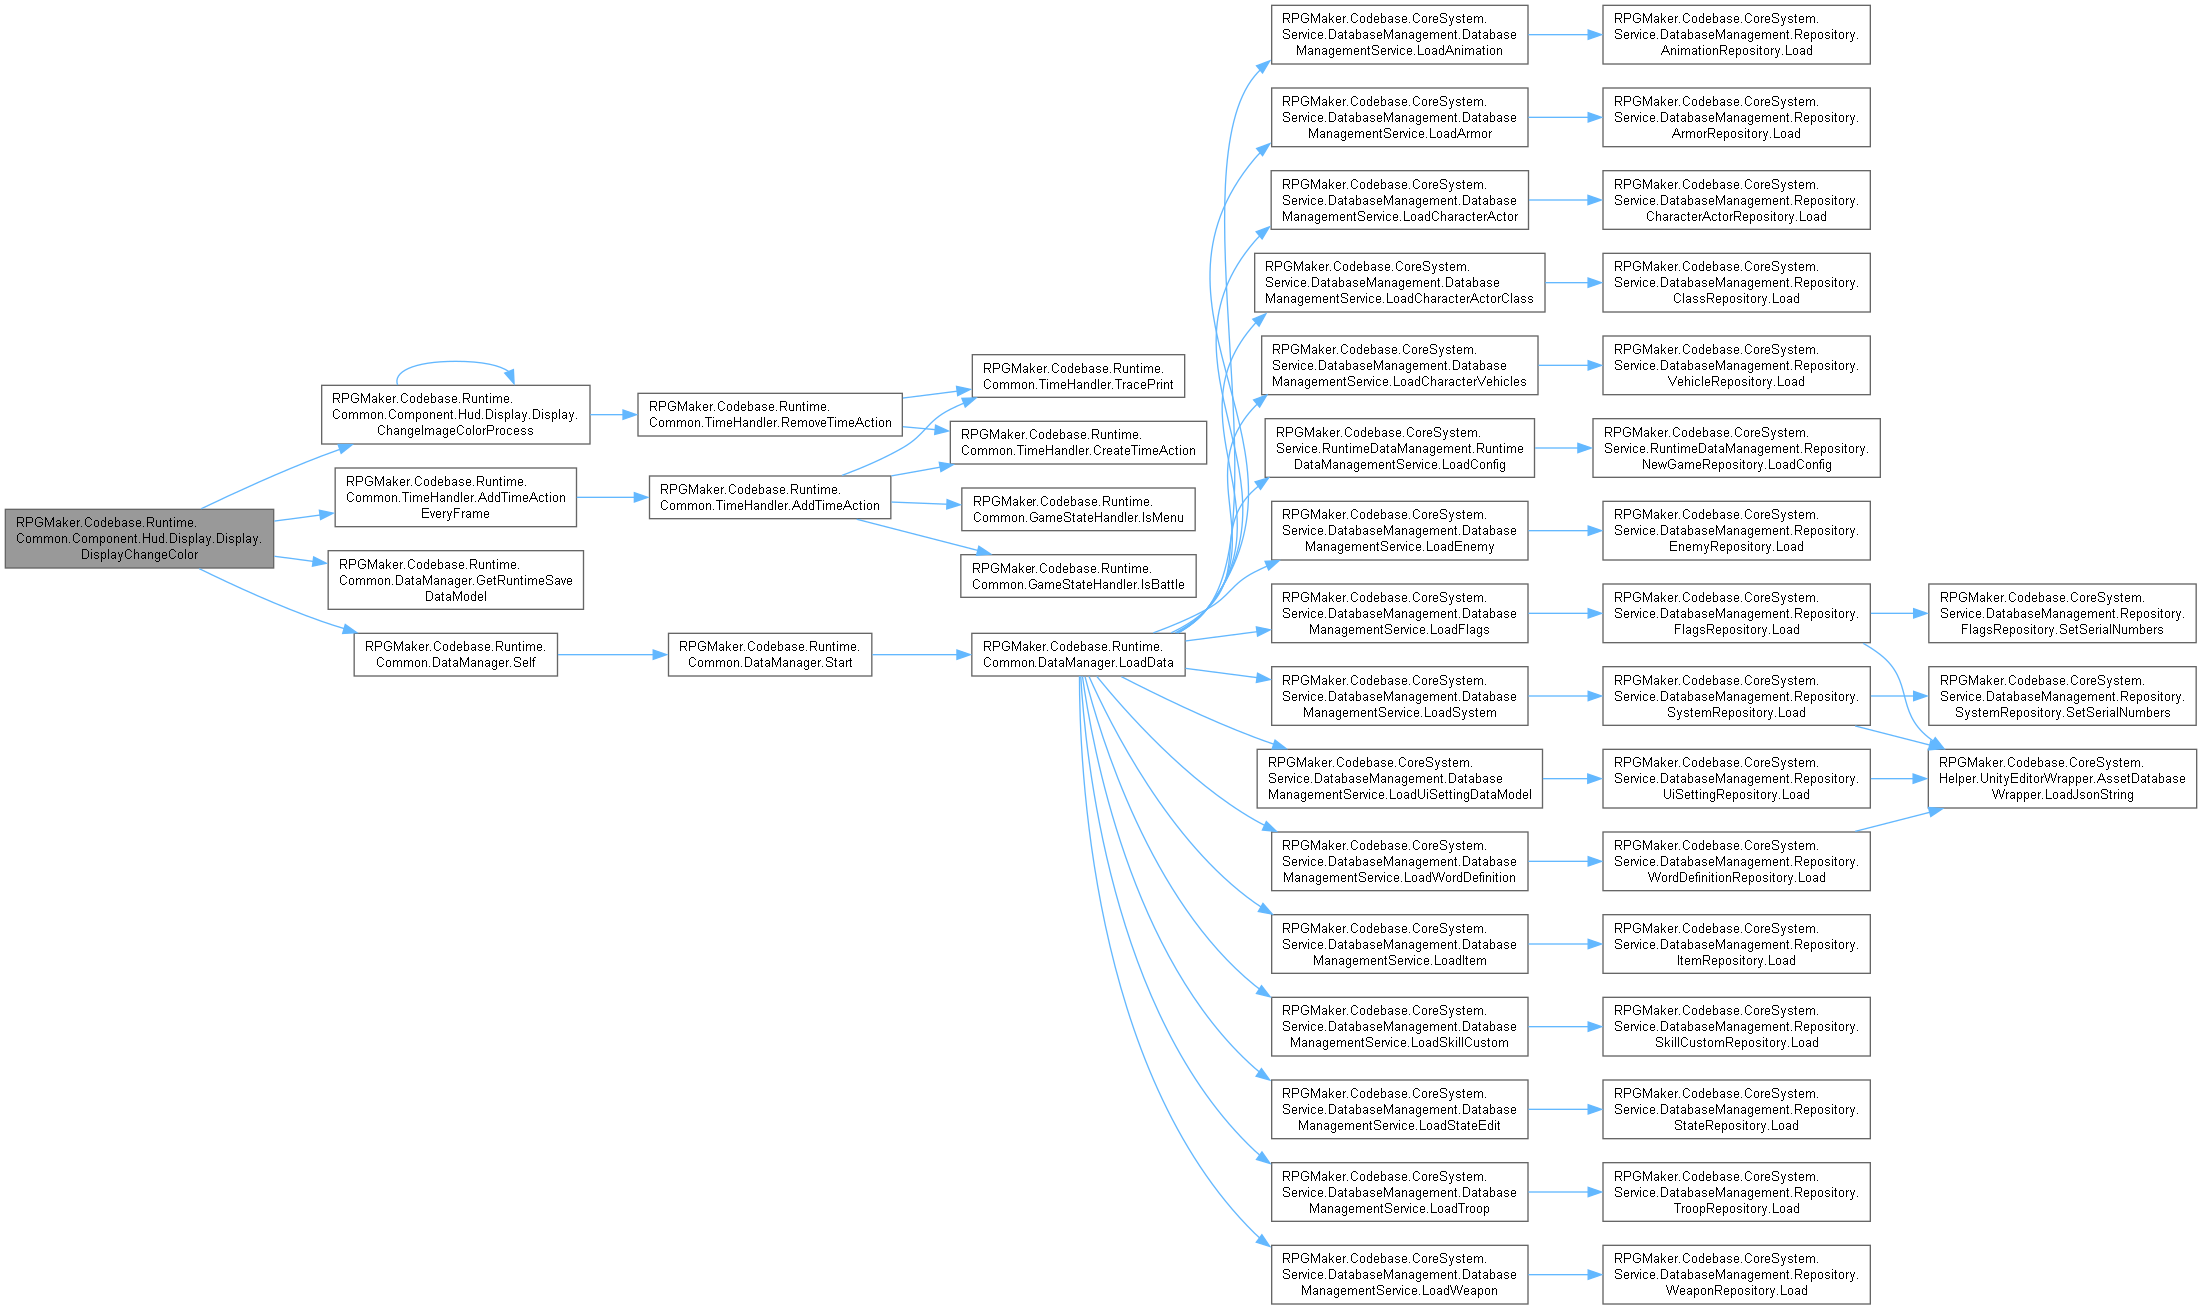 RPGMaker.Codebase.Runtime.
Common.Component.Hud.Display.Display.
DisplayChangeColor
RPGMaker.Codebase.Runtime.
Common.Component.Hud.Display.Display.
ChangeImageColorProcess
RPGMaker.Codebase.Runtime.
Common.TimeHandler.AddTimeAction
EveryFrame
RPGMaker.Codebase.Runtime.
Common.DataManager.GetRuntimeSave
DataModel
RPGMaker.Codebase.Runtime.
Common.DataManager.Self
RPGMaker.Codebase.Runtime.
Common.TimeHandler.RemoveTimeAction
RPGMaker.Codebase.Runtime.
Common.TimeHandler.AddTimeAction
RPGMaker.Codebase.Runtime.
Common.DataManager.Start
RPGMaker.Codebase.Runtime.
Common.TimeHandler.TracePrint
RPGMaker.Codebase.Runtime.
Common.TimeHandler.CreateTimeAction
RPGMaker.Codebase.Runtime.
Common.GameStateHandler.IsMenu
RPGMaker.Codebase.Runtime.
Common.GameStateHandler.IsBattle
RPGMaker.Codebase.Runtime.
Common.DataManager.LoadData
RPGMaker.Codebase.CoreSystem.
Service.DatabaseManagement.Database
ManagementService.LoadAnimation
RPGMaker.Codebase.CoreSystem.
Service.DatabaseManagement.Database
ManagementService.LoadArmor
RPGMaker.Codebase.CoreSystem.
Service.DatabaseManagement.Database
ManagementService.LoadCharacterActor
RPGMaker.Codebase.CoreSystem.
Service.DatabaseManagement.Database
ManagementService.LoadCharacterActorClass
RPGMaker.Codebase.CoreSystem.
Service.DatabaseManagement.Database
ManagementService.LoadCharacterVehicles
RPGMaker.Codebase.CoreSystem.
Service.RuntimeDataManagement.Runtime
DataManagementService.LoadConfig
RPGMaker.Codebase.CoreSystem.
Service.DatabaseManagement.Database
ManagementService.LoadEnemy
RPGMaker.Codebase.CoreSystem.
Service.DatabaseManagement.Database
ManagementService.LoadFlags
RPGMaker.Codebase.CoreSystem.
Service.DatabaseManagement.Database
ManagementService.LoadSystem
RPGMaker.Codebase.CoreSystem.
Service.DatabaseManagement.Database
ManagementService.LoadUiSettingDataModel
RPGMaker.Codebase.CoreSystem.
Service.DatabaseManagement.Database
ManagementService.LoadWordDefinition
RPGMaker.Codebase.CoreSystem.
Service.DatabaseManagement.Database
ManagementService.LoadItem
RPGMaker.Codebase.CoreSystem.
Service.DatabaseManagement.Database
ManagementService.LoadSkillCustom
RPGMaker.Codebase.CoreSystem.
Service.DatabaseManagement.Database
ManagementService.LoadStateEdit
RPGMaker.Codebase.CoreSystem.
Service.DatabaseManagement.Database
ManagementService.LoadTroop
RPGMaker.Codebase.CoreSystem.
Service.DatabaseManagement.Database
ManagementService.LoadWeapon
RPGMaker.Codebase.CoreSystem.
Service.DatabaseManagement.Repository.
AnimationRepository.Load
RPGMaker.Codebase.CoreSystem.
Service.DatabaseManagement.Repository.
ArmorRepository.Load
RPGMaker.Codebase.CoreSystem.
Service.DatabaseManagement.Repository.
CharacterActorRepository.Load
RPGMaker.Codebase.CoreSystem.
Service.DatabaseManagement.Repository.
ClassRepository.Load
RPGMaker.Codebase.CoreSystem.
Service.DatabaseManagement.Repository.
VehicleRepository.Load
RPGMaker.Codebase.CoreSystem.
Service.RuntimeDataManagement.Repository.
NewGameRepository.LoadConfig
RPGMaker.Codebase.CoreSystem.
Service.DatabaseManagement.Repository.
EnemyRepository.Load
RPGMaker.Codebase.CoreSystem.
Service.DatabaseManagement.Repository.
FlagsRepository.Load
RPGMaker.Codebase.CoreSystem.
Service.DatabaseManagement.Repository.
SystemRepository.Load
RPGMaker.Codebase.CoreSystem.
Service.DatabaseManagement.Repository.
UiSettingRepository.Load
RPGMaker.Codebase.CoreSystem.
Service.DatabaseManagement.Repository.
WordDefinitionRepository.Load
RPGMaker.Codebase.CoreSystem.
Service.DatabaseManagement.Repository.
ItemRepository.Load
RPGMaker.Codebase.CoreSystem.
Service.DatabaseManagement.Repository.
SkillCustomRepository.Load
RPGMaker.Codebase.CoreSystem.
Service.DatabaseManagement.Repository.
StateRepository.Load
RPGMaker.Codebase.CoreSystem.
Service.DatabaseManagement.Repository.
TroopRepository.Load
RPGMaker.Codebase.CoreSystem.
Service.DatabaseManagement.Repository.
WeaponRepository.Load
RPGMaker.Codebase.CoreSystem.
Service.DatabaseManagement.Repository.
FlagsRepository.SetSerialNumbers
RPGMaker.Codebase.CoreSystem.
Service.DatabaseManagement.Repository.
SystemRepository.SetSerialNumbers
RPGMaker.Codebase.CoreSystem.
Helper.UnityEditorWrapper.AssetDatabase
Wrapper.LoadJsonString